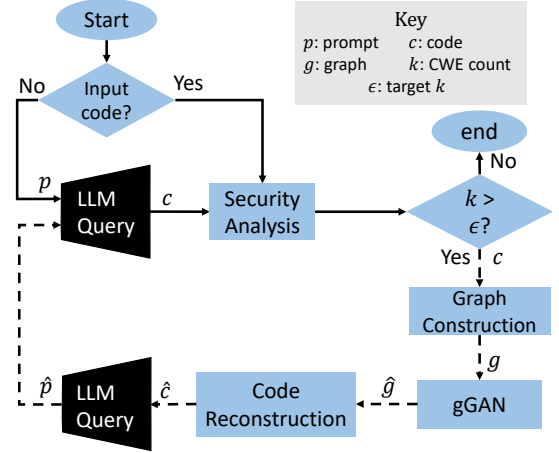 Start
Key
p: prompt c: code
g: graph k: CWE count
ϵ: target k
No
Yes
Input
code?
end
No
p
LLM
Query
c
Security
Analysis
k >
ϵ?
Yes
c
Graph
Construction
g
p̂
LLM
Query
ĉ
Code
Reconstruction
ĝ
gGAN